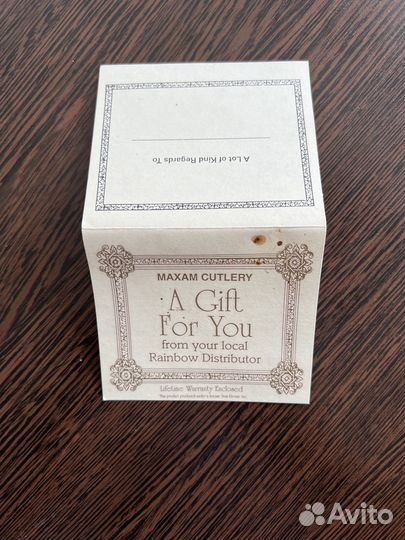 A Lot of Kind Regards To
MAXAM CUTLERY
A Gift
For You
from your local
Rainbow Distributor
Lifetime Warranty Enclosed
Avito